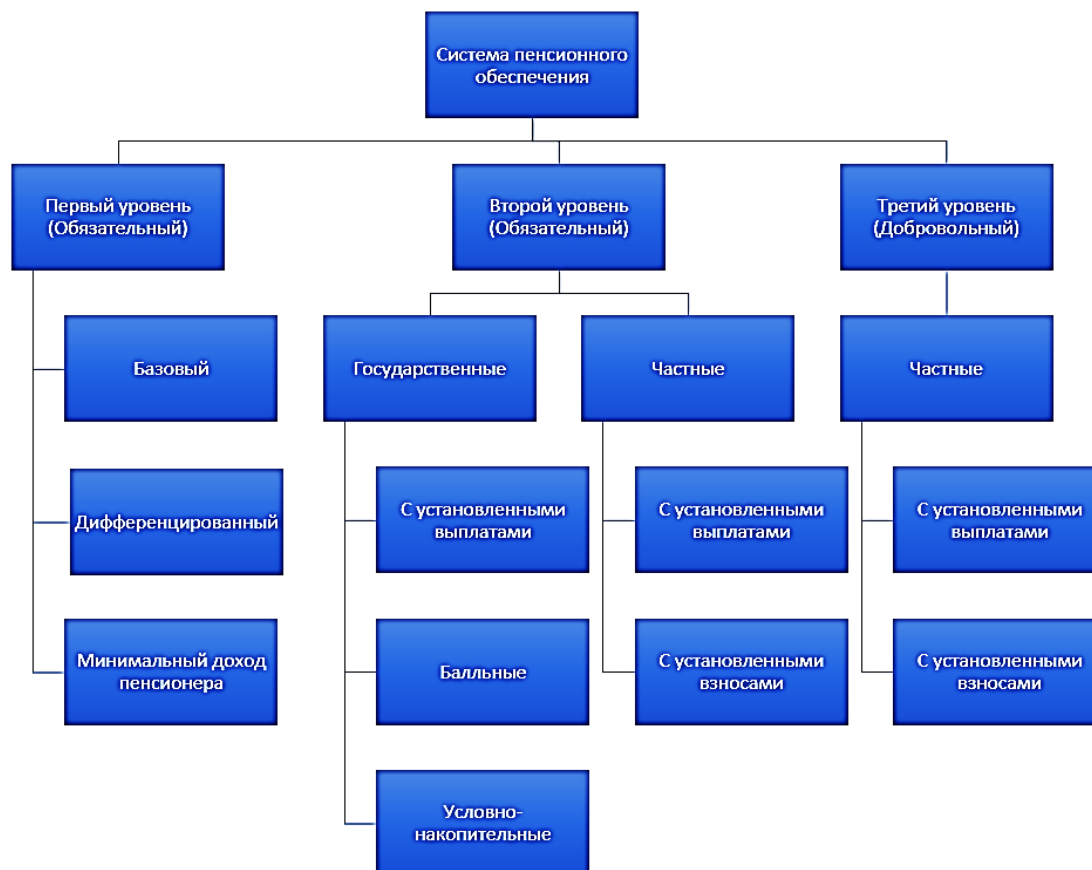 Система пенсионного
обеспечения
Первый уровень
(Обязательный)
Второй уровень
(Обязательный)
Третий уровень
(Добровольный)
Базовый
Государственные
Частные
Частные
Дифференцированный
С установленными
выплатами
С установленными
выплатами
С установленными
выплатами
Минимальный доход
пенсионера
Балльные
С установленными
взносами
С установленными
взносами
Условно-
накопительные